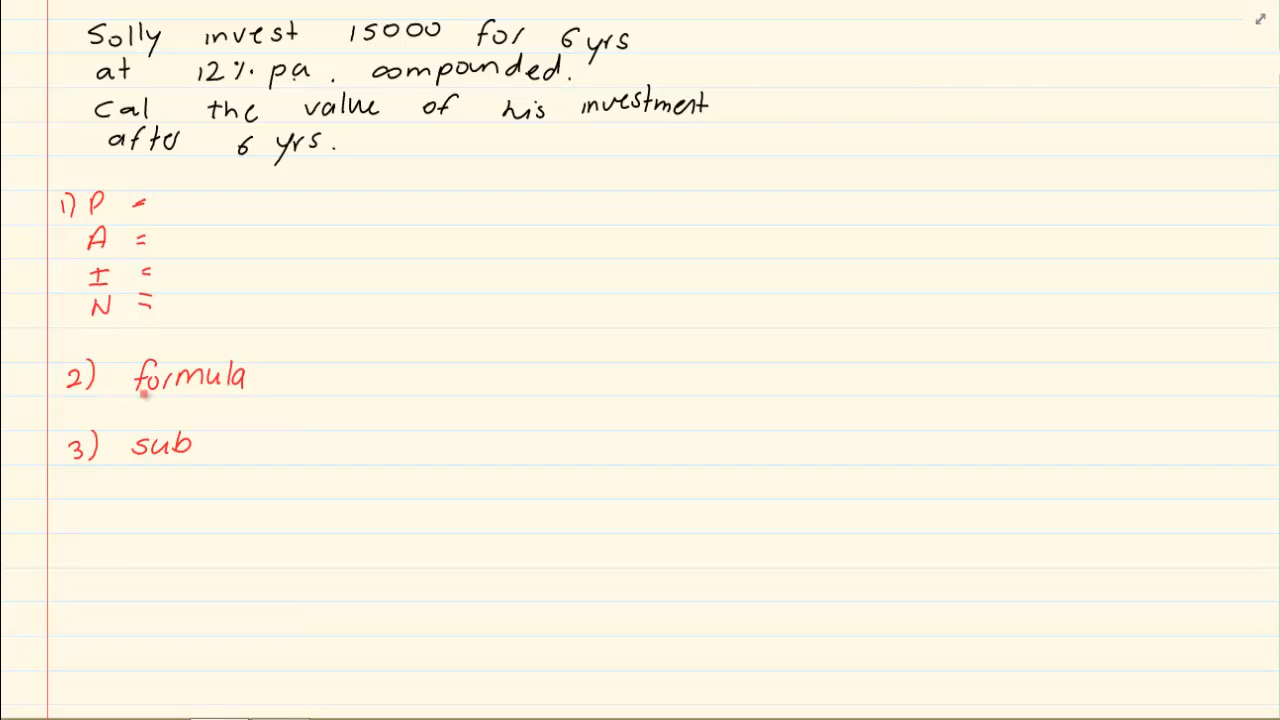 Solly invest 15000 for 6 yrs
at 12% pa. compounded.
Cal the value of his investment
after 6 yrs.
1) P =
A =
I =
N =
2) formula
3) sub